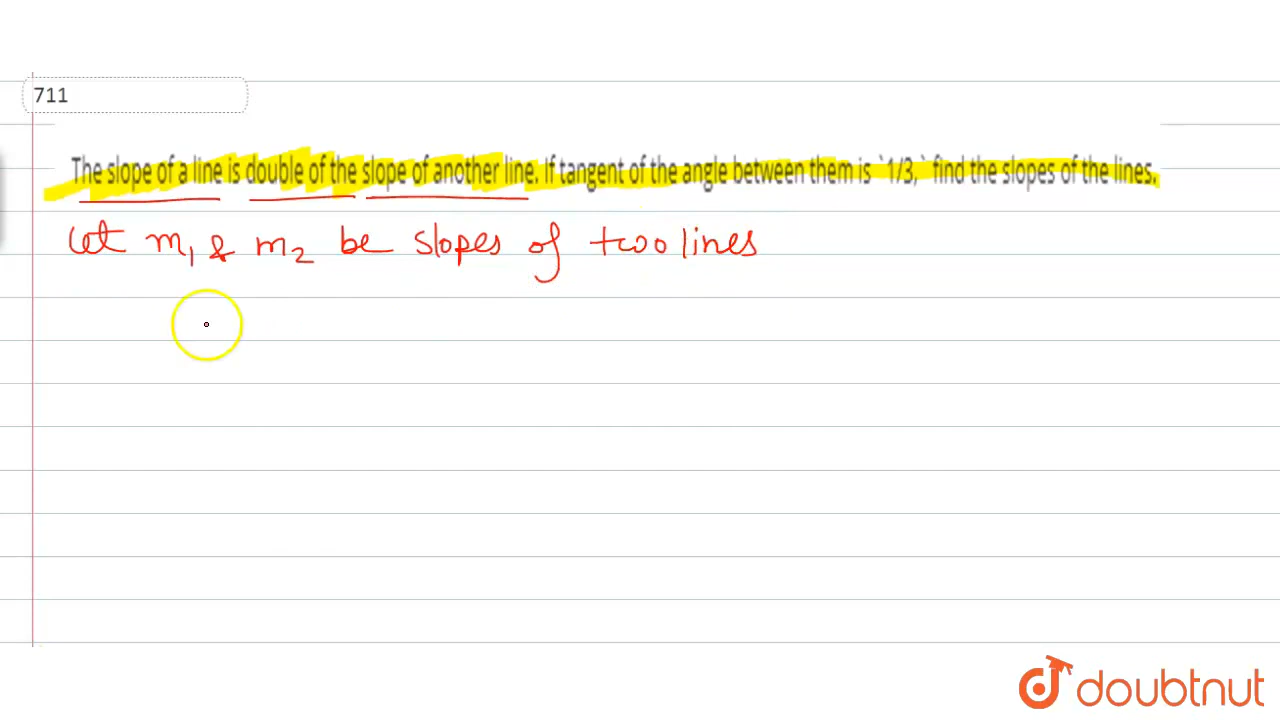 711
The slope of a line is double of the slope of another line. If tangent of the angle between them is `1/3,` find the slopes of the lines.
Let m₁ & m₂ be slopes of two lines
doubtnut